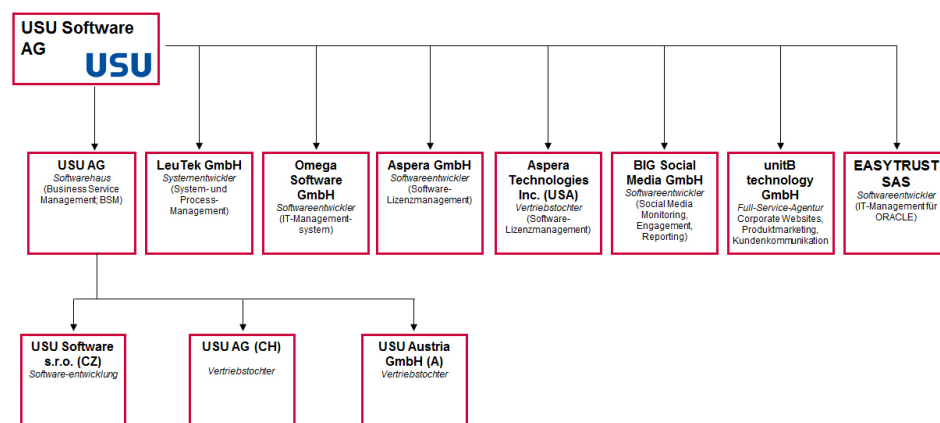 USU Software
AG
USU
USU AG
Softwarehaus
(Business Service
Management; BSM)
LeuTek GmbH
Systementwickler
(System- und
Process-
Management)
Omega
Software
GmbH
Softwareentwickler
(IT-Management-
system)
Aspera GmbH
Softwareentwickler
(Software-
Lizenzmanagement)
Aspera
Technologies
Inc. (USA)
Vertriebstochter
(Software-
Lizenzmanagement)
BIG Social
Media GmbH
Softwareentwickler
(Social Media
Monitoring,
Engagement,
Reporting)
unitB
technology
GmbH
Full-Service-Agentur
Corporate Websites,
Produktmarketing,
Kundenkommunikation
EASYTRUST
SAS
Softwareentwickler
(IT-Management für
ORACLE)
USU Software
s.r.o. (CZ)
Software-entwicklung
USU AG (CH)
Vertriebstochter
USU Austria
GmbH (A)
Vertriebstochter